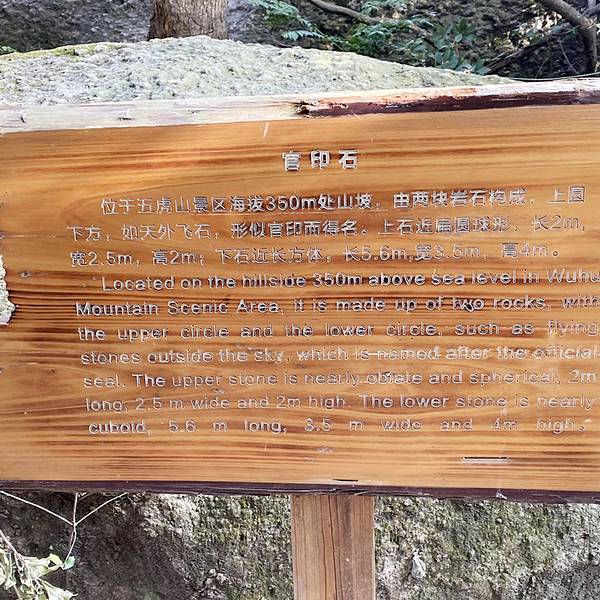 官印石
位于五虎山景区海拔350m处山坡，由两块岩石构成，上圆
下方，如天外飞石，形似官印而得名。上石近扁圆球形，长2m，
宽2.5m，高2m；下石近长方体，长5.6m,宽3.5m，高4m。
Located on the hillside 350m above sea level in Wuhu
Mountain Scenic Area, it is made up of two rocks, with
the upper circle and the lower circle, such as flying
stones outside the sky, which is named after the official
seal. The upper stone is nearly oblate and spherical, 2m
long, 2.5 m wide and 2m high. The lower stone is nearly
cuboid, 5.6 m long, 3.5 m wide and 4m high.